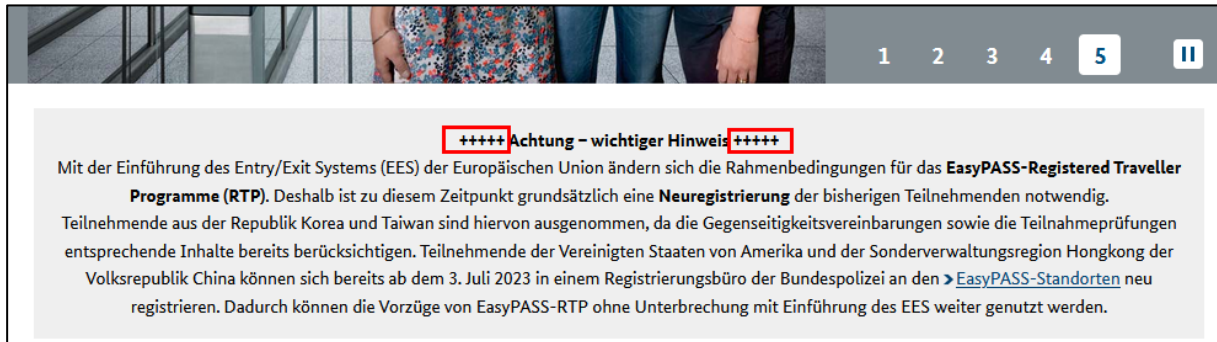 1 2 3 4 5
+++++ Achtung – wichtiger Hinweis +++++
Mit der Einführung des Entry/Exit Systems (EES) der Europäischen Union ändern sich die Rahmenbedingungen für das EasyPASS-Registered Traveller
Programme (RTP). Deshalb ist zu diesem Zeitpunkt grundsätzlich eine Neuregistrierung der bisherigen Teilnehmenden notwendig.
Teilnehmende aus der Republik Korea und Taiwan sind hiervon ausgenommen, da die Gegenseitigkeitsvereinbarungen sowie die Teilnahmeprüfungen
entsprechende Inhalte bereits berücksichtigen. Teilnehmende der Vereinigten Staaten von Amerika und der Sonderverwaltungsregion Hongkong der
Volksrepublik China können sich bereits ab dem 3. Juli 2023 in einem Registrierungsbüro der Bundespolizei an den > EasyPASS-Standorten neu
registrieren. Dadurch können die Vorzüge von EasyPASS-RTP ohne Unterbrechung mit Einführung des EES weiter genutzt werden.